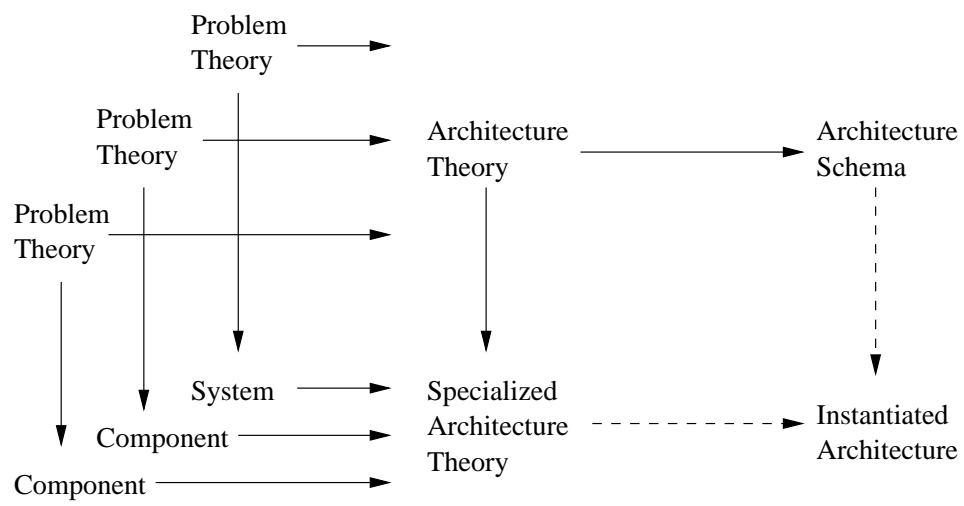 Problem
Theory
Problem
Theory
Architecture
Theory
Architecture
Schema
Problem
Theory
System
Specialized
Architecture
Theory
Component
Instantiated
Architecture
Component